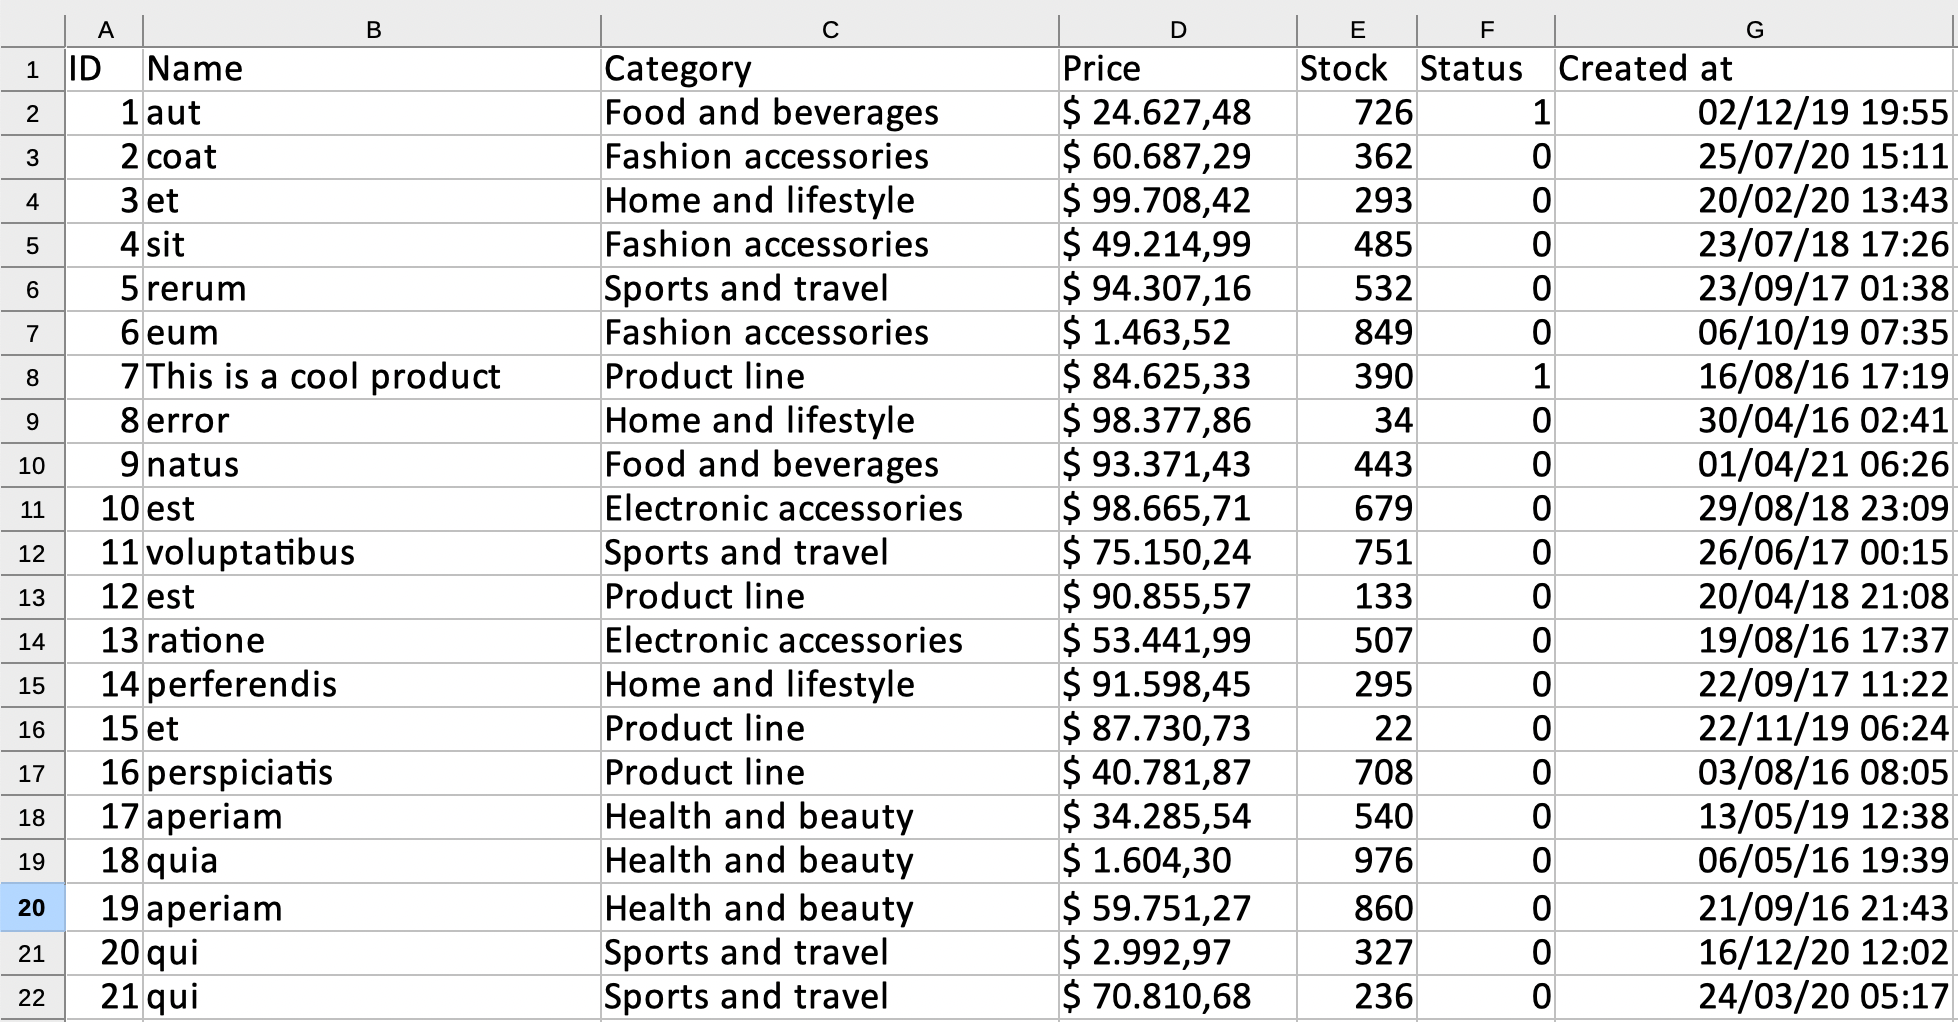 A B C D E F G
1 ID Name Category Price Stock Status Created at
2 1 aut Food and beverages $ 24.627,48 726 1 02/12/19 19:55
3 2 coat Fashion accessories $ 60.687,29 362 0 25/07/20 15:11
4 3 et Home and lifestyle $ 99.708,42 293 0 20/02/20 13:43
5 4 sit Fashion accessories $ 49.214,99 485 0 23/07/18 17:26
6 5 rerum Sports and travel $ 94.307,16 532 0 23/09/17 01:38
7 6 eum Fashion accessories $ 1.463,52 849 0 06/10/19 07:35
8 7 This is a cool product Product line $ 84.625,33 390 1 16/08/16 17:19
9 8 error Home and lifestyle $ 98.377,86 34 0 30/04/16 02:41
10 9 natus Food and beverages $ 93.371,43 443 0 01/04/21 06:26
11 10 est Electronic accessories $ 98.665,71 679 0 29/08/18 23:09
12 11 voluptatibus Sports and travel $ 75.150,24 751 0 26/06/17 00:15
13 12 est Product line $ 90.855,57 133 0 20/04/18 21:08
14 13 ratione Electronic accessories $ 53.441,99 507 0 19/08/16 17:37
15 14 perferendis Home and lifestyle $ 91.598,45 295 0 22/09/17 11:22
16 15 et Product line $ 87.730,73 22 0 22/11/19 06:24
17 16 perspiciatis Product line $ 40.781,87 708 0 03/08/16 08:05
18 17 aperiam Health and beauty $ 34.285,54 540 0 13/05/19 12:38
19 18 quia Health and beauty $ 1.604,30 976 0 06/05/16 19:39
20 19 aperiam Health and beauty $ 59.751,27 860 0 21/09/16 21:43
21 20 qui Sports and travel $ 2.992,97 327 0 16/12/20 12:02
22 21 qui Sports and travel $ 70.810,68 236 0 24/03/20 05:17